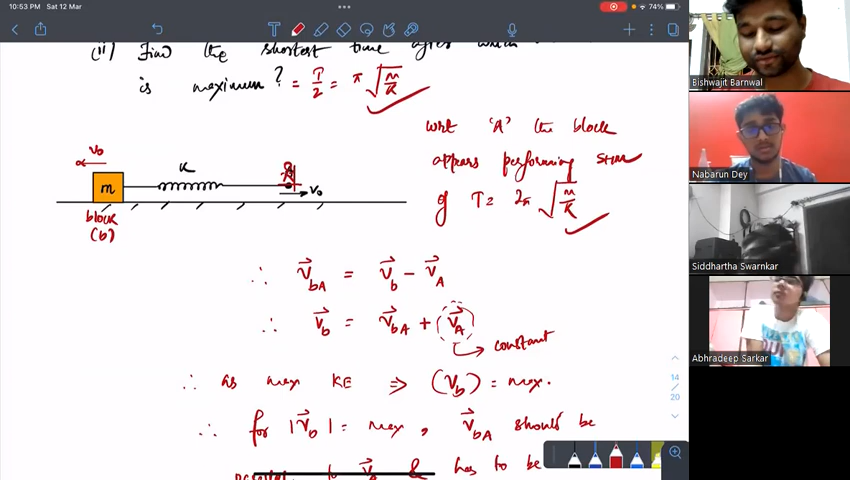 10:53 PM Sat 12 Mar
74%
(ii) Find the shortest time after which
is maximum? = T/2 = π √(m/K)
wrt 'A' the block
appears performing SHM
of T = 2π √(m/K)
v₀
K
m
v₀
block
(b)
∴ v⃗bA = v⃗b - v⃗A
∴ v⃗b = v⃗bA + v⃗A
constant
∴ as max KE ⇒ (vb) = max.
∴ for |v⃗b| = max, v⃗bA should be
to v⃗A & has to be
14
20
Biswajit Barnwal
Nabarun Dey
Siddhartha Swarnkar
Abhradeep Sarkar